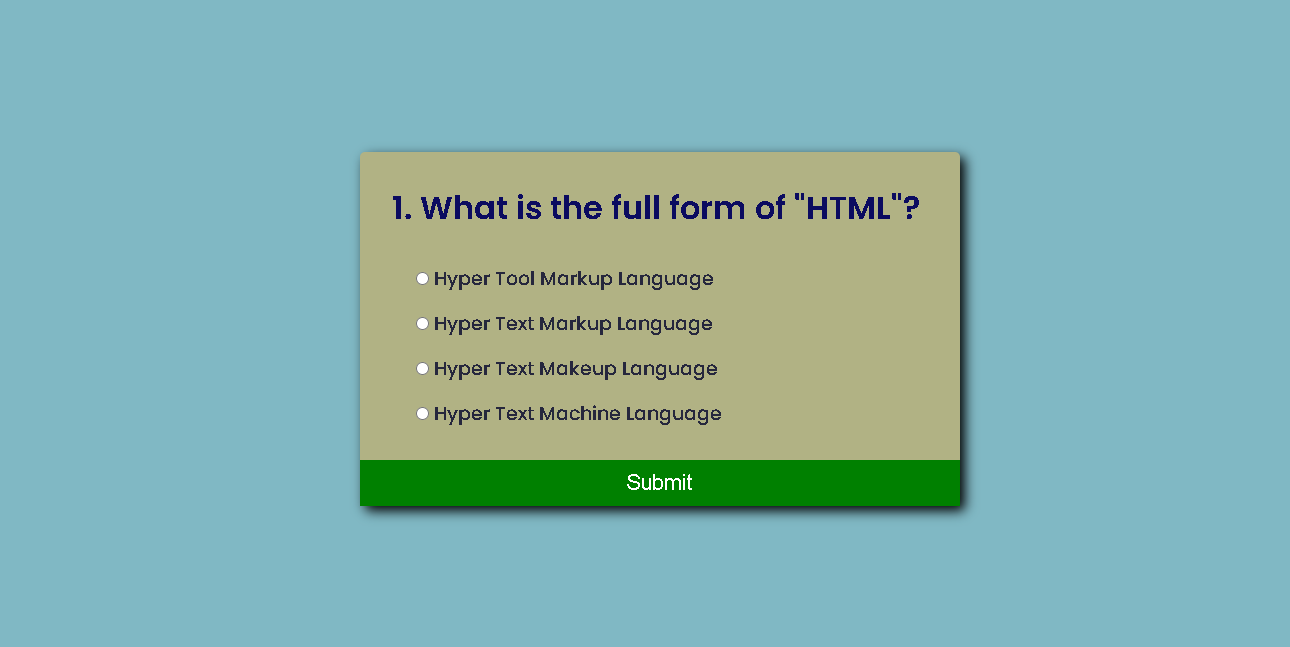 1. What is the full form of "HTML"?
Hyper Tool Markup Language
Hyper Text Markup Language
Hyper Text Makeup Language
Hyper Text Machine Language
Submit